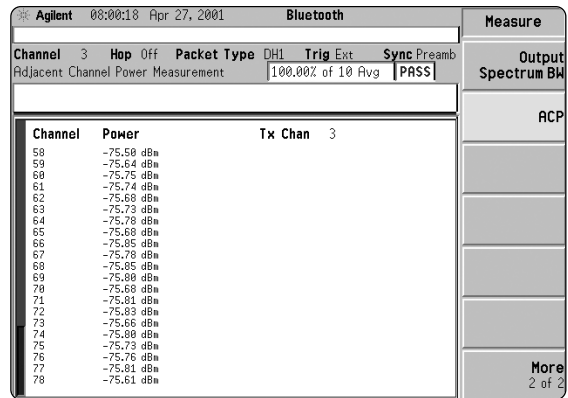 Agilent 08:00:18 Apr 27, 2001 Bluetooth
Measure
Channel 3 Hop Off Packet Type DH1 Trig Ext Sync Preamb
Adjacent Channel Power Measurement 100.00% of 10 Avg PASS
Output
Spectrum BW
ACP
Channel Power Tx Chan 3
58 -75.50 dBm
59 -75.64 dBm
60 -75.75 dBm
61 -75.74 dBm
62 -75.68 dBm
63 -75.73 dBm
64 -75.78 dBm
65 -75.68 dBm
66 -75.85 dBm
67 -75.78 dBm
68 -75.85 dBm
69 -75.80 dBm
70 -75.68 dBm
71 -75.81 dBm
72 -75.83 dBm
73 -75.66 dBm
74 -75.80 dBm
75 -75.73 dBm
76 -75.76 dBm
77 -75.81 dBm
78 -75.61 dBm
More
2 of 2